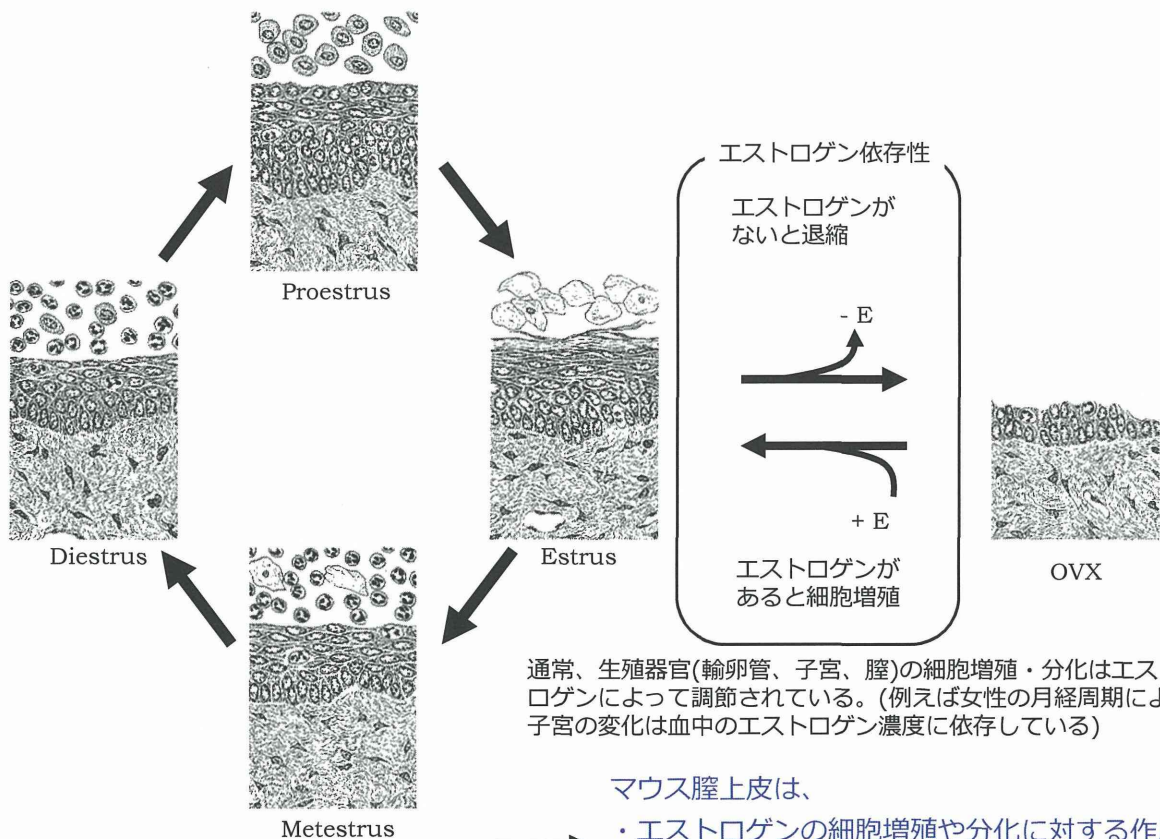 Proestrus
Diestrus
Estrus
Metestrus
エストロゲン依存性
エストロゲンが
ないと退縮
- E
+ E
エストロゲンが
あると細胞増殖
OVX
通常、生殖器官(輸卵管、子宮、膣)の細胞増殖・分化はエス
ロゲンによって調節されている。(例えば女性の月経周期によ
子宮の変化は血中のエストロゲン濃度に依存している)
マウス膣上皮は、
・エストロゲンの細胞増殖や分化に対する作